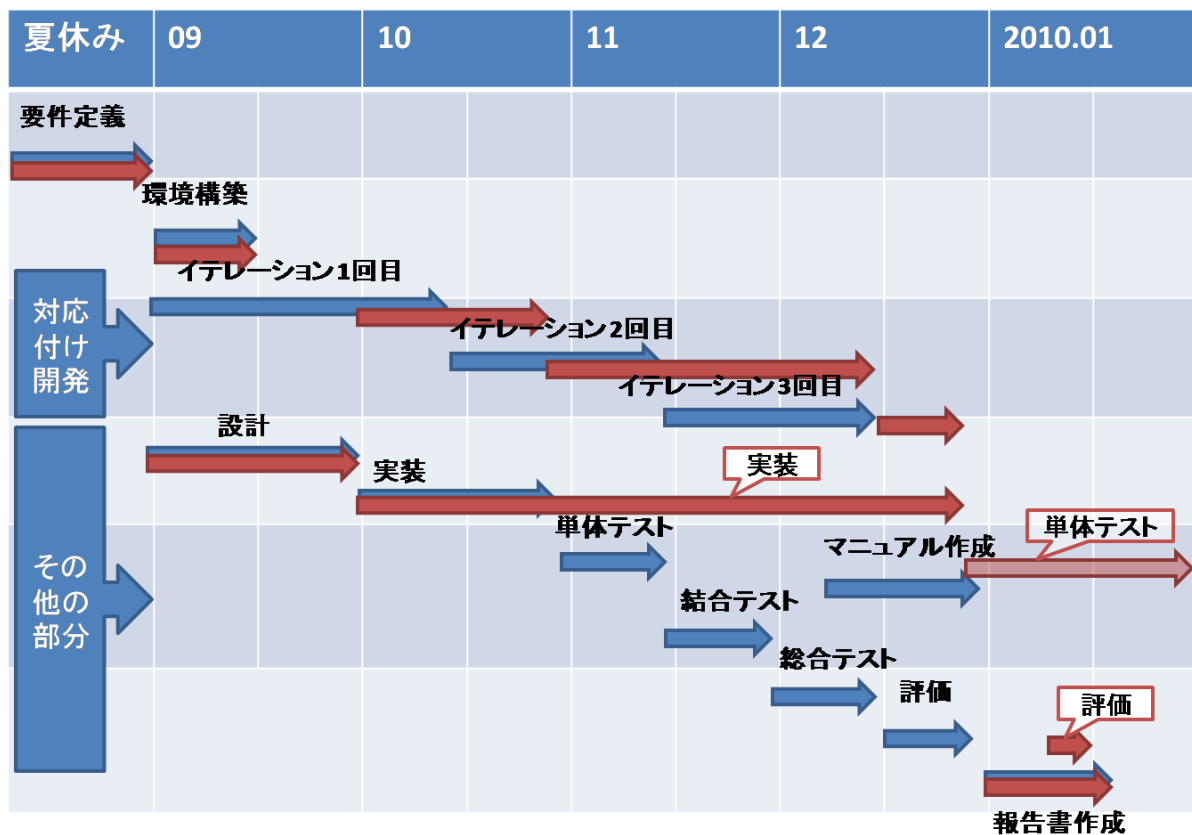 夏休み
09
10
11
12
2010.01
要件定義
環境構築
イテレーション1回目
対応
付け
開発
イテレーション2回目
イテレーション3回目
設計
実装
実装
単体テスト
マニュアル作成
単体テスト
その
他の
部分
結合テスト
総合テスト
評価
評価
報告書作成